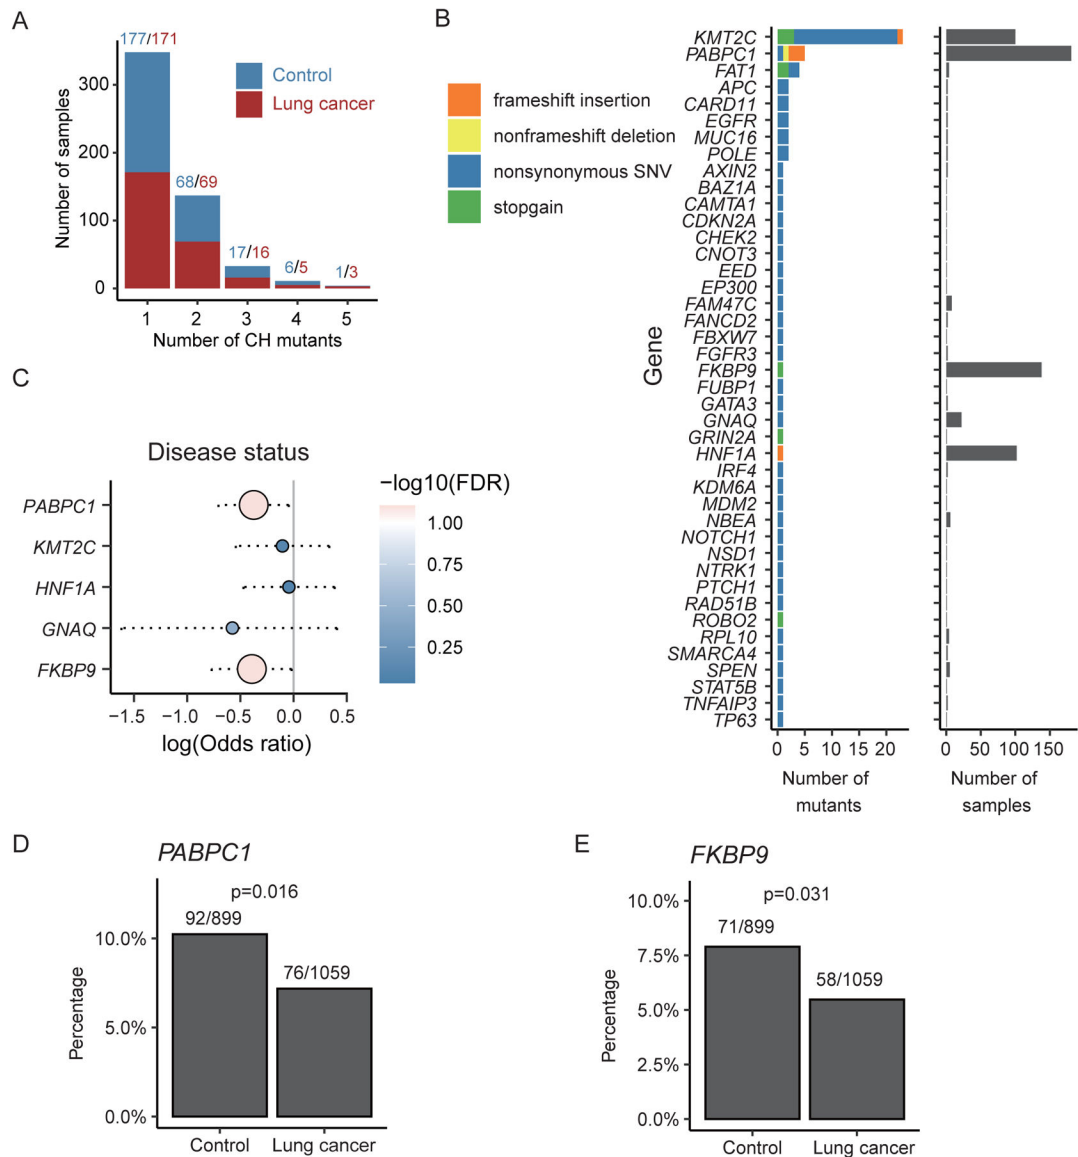 A
177/171
Control
Lung cancer
Number of samples
300
200
100
0
68/69
17/16
6/5
1/3
1 2 3 4 5
Number of CH mutants
B
frameshift insertion
nonframeshift deletion
nonsynonymous SNV
stopgain
Gene
KMT2C
PABPC1
FAT1
APC
CARD11
EGFR
MUC16
POLE
AXIN2
BAZ1A
CAMTA1
CDKN2A
CHEK2
CNOT3
EED
EP300
FAM47C
FANCD2
FBXW7
FGFR3
FKBP9
FUBP1
GATA3
GNAQ
GRIN2A
HNF1A
IRF4
KDM6A
MDM2
NBEA
NOTCH1
NSD1
NTRK1
PTCH1
RAD51B
ROBO2
RPL10
SMARCA4
SPEN
STAT5B
TNFAIP3
TP63
0 5 10 15 20
Number of
mutants
0 50 100 150
Number of
samples
C
Disease status
PABPC1
KMT2C
HNF1A
GNAQ
FKBP9
−1.5 −1.0 −0.5 0.0 0.5
log(Odds ratio)
−log10(FDR)
1.00
0.75
0.50
0.25
D
PABPC1
p=0.016
92/899
76/1059
Percentage
10.0%
5.0%
0.0%
Control Lung cancer
E
FKBP9
p=0.031
71/899
58/1059
Percentage
10.0%
7.5%
5.0%
2.5%
0.0%
Control Lung cancer